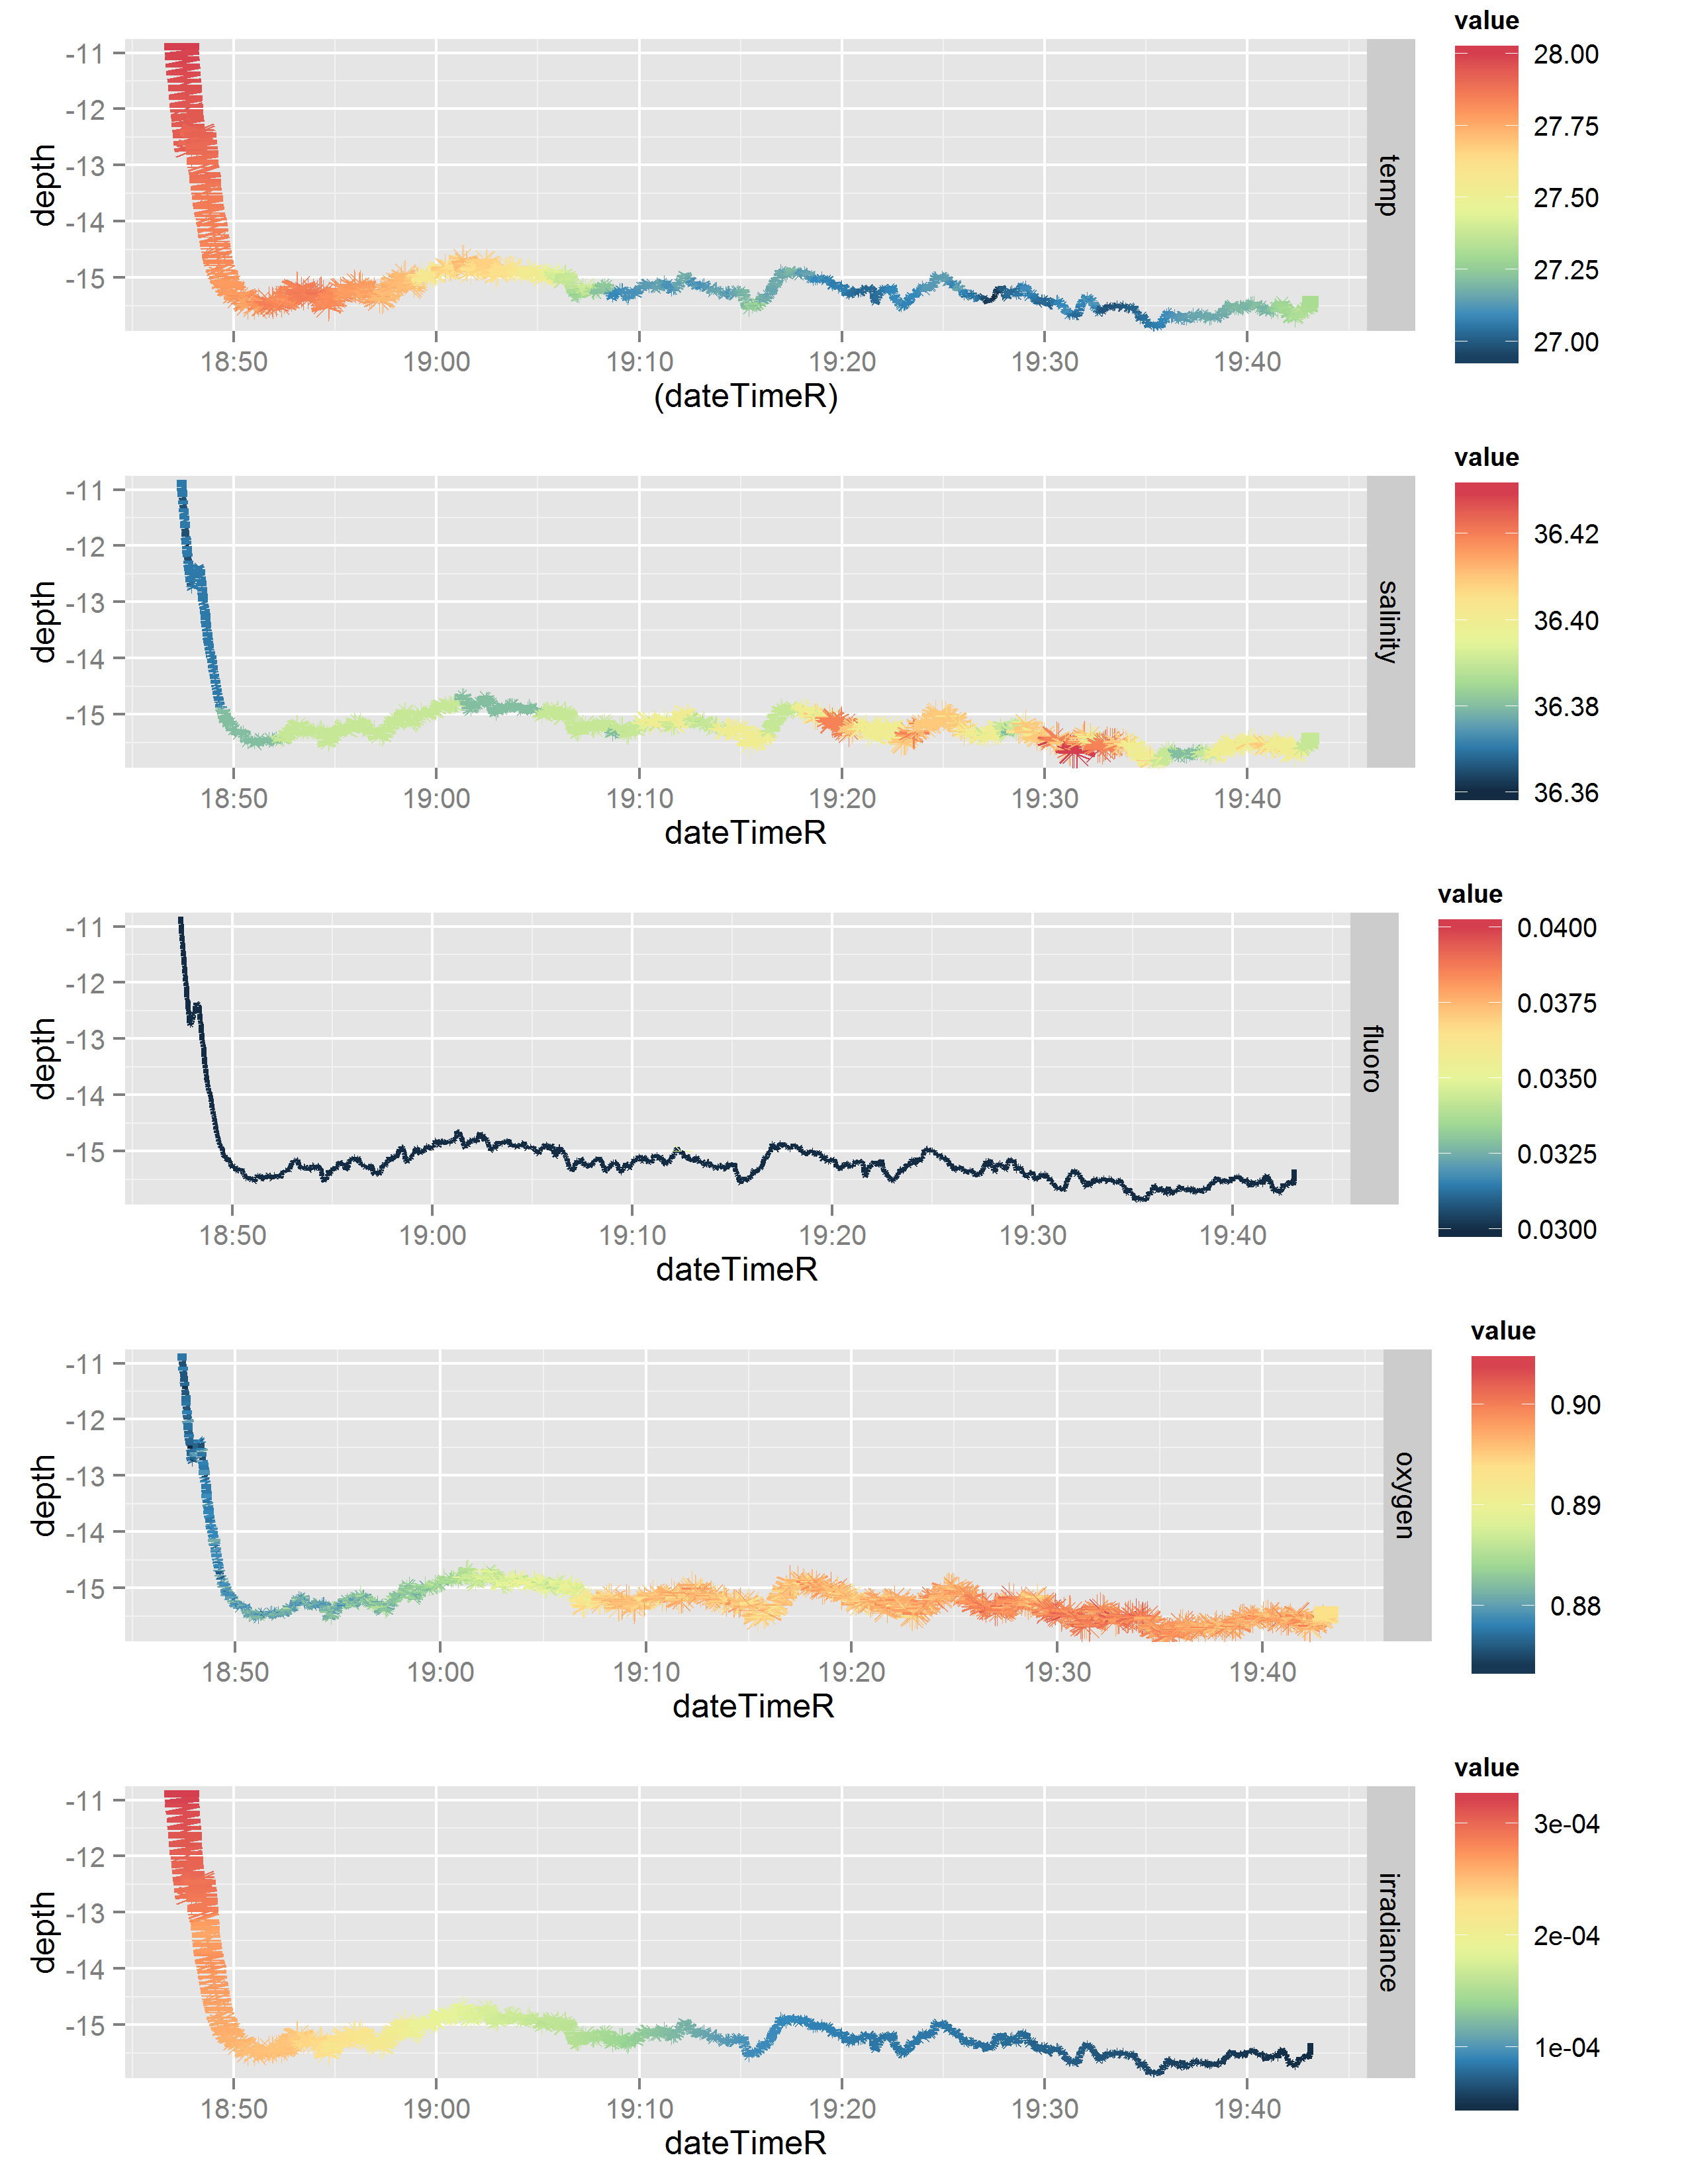 value
-11
-12
-13
-14
-15
depth
temp
28.00
27.75
27.50
27.25
27.00
18:50 19:00 19:10 19:20 19:30 19:40
(dateTimeR)
value
-11
-12
-13
-14
-15
depth
salinity
36.42
36.40
36.38
36.36
18:50 19:00 19:10 19:20 19:30 19:40
dateTimeR
value
-11
-12
-13
-14
-15
depth
fluoro
0.0400
0.0375
0.0350
0.0325
0.0300
18:50 19:00 19:10 19:20 19:30 19:40
dateTimeR
value
-11
-12
-13
-14
-15
depth
oxygen
0.90
0.89
0.88
18:50 19:00 19:10 19:20 19:30 19:40
dateTimeR
value
-11
-12
-13
-14
-15
depth
irradiance
3e-04
2e-04
1e-04
18:50 19:00 19:10 19:20 19:30 19:40
dateTimeR